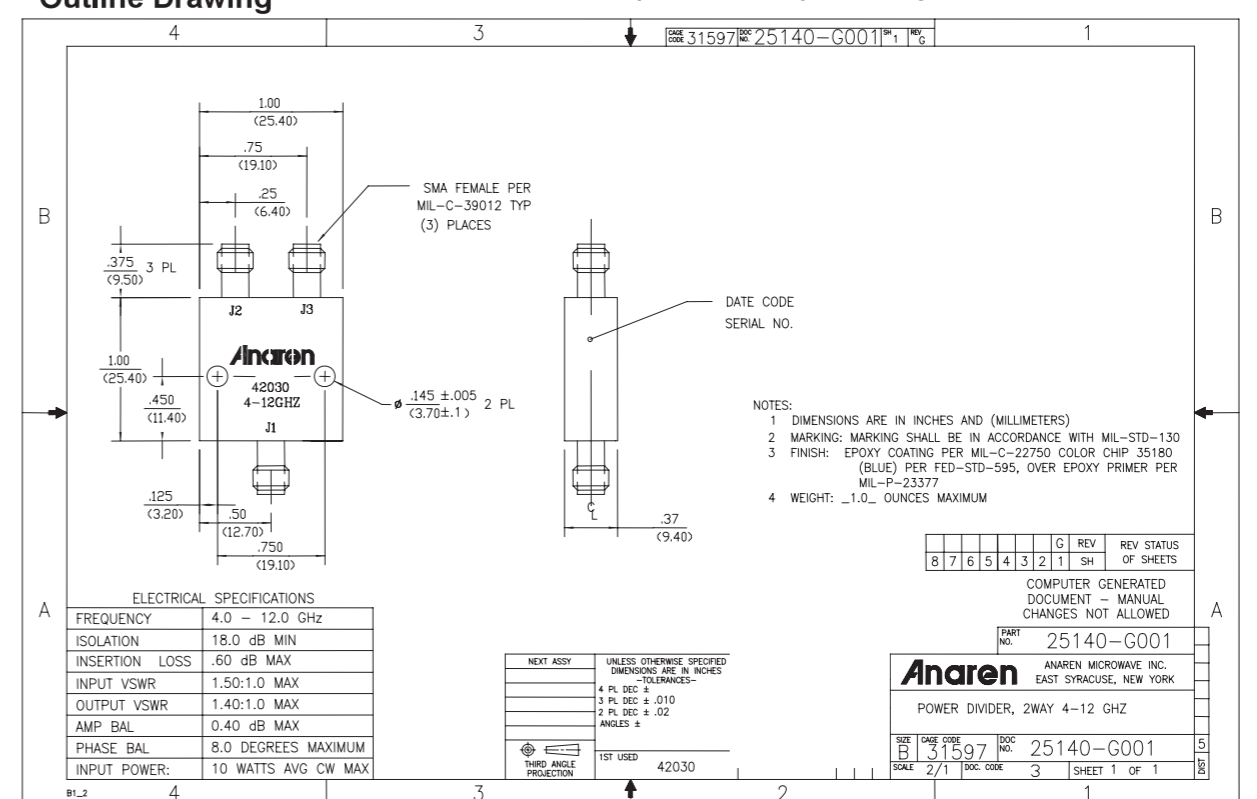 Outline Drawing
4 3 1
CAGE CODE 31597 DOC NO. 25140-G001 SH 1 REV G
1.00
(25.40)
.75
(19.10)
.25
(6.40)
SMA FEMALE PER
MIL-C-39012 TYP
(3) PLACES
B
B
.375 3 PL
(9.50)
J2 J3
DATE CODE
SERIAL NO.
1.00
(25.40)
Anaren
42030
4-12GHZ
J1
.450
(11.40)
ø .145 ±.005 2 PL
(3.70±.1)
NOTES:
1 DIMENSIONS ARE IN INCHES AND (MILLIMETERS)
2 MARKING: MARKING SHALL BE IN ACCORDANCE WITH MIL-STD-130
3 FINISH: EPOXY COATING PER MIL-C-22750 COLOR CHIP 35180
(BLUE) PER FED-STD-595, OVER EPOXY PRIMER PER
MIL-P-23377
4 WEIGHT: _1.0_ OUNCES MAXIMUM
.125
(3.20)
.50
(12.70)
.750
(19.10)
CL
.37
(9.40)
G REV REV STATUS
8 7 6 5 4 3 2 1 SH OF SHEETS
COMPUTER GENERATED
DOCUMENT - MANUAL
CHANGES NOT ALLOWED
A
A
ELECTRICAL SPECIFICATIONS
FREQUENCY 4.0 - 12.0 GHz
ISOLATION 18.0 dB MIN
INSERTION LOSS .60 dB MAX
INPUT VSWR 1.50:1.0 MAX
OUTPUT VSWR 1.40:1.0 MAX
AMP BAL 0.40 dB MAX
PHASE BAL 8.0 DEGREES MAXIMUM
INPUT POWER: 10 WATTS AVG CW MAX
NEXT ASSY
UNLESS OTHERWISE SPECIFIED
DIMENSIONS ARE IN INCHES
-TOLERANCES-
4 PL DEC ±
3 PL DEC ± .010
2 PL DEC ± .02
ANGLES ±
THIRD ANGLE
PROJECTION
1ST USED
42030
PART NO. 25140-G001
Anaren
ANAREN MICROWAVE INC.
EAST SYRACUSE, NEW YORK
POWER DIVIDER, 2WAY 4-12 GHZ
SIZE B CAGE CODE 31597 DOC NO. 25140-G001
SCALE 2/1 DOC. CODE 3 SHEET 1 OF 1
DIST 5
B1_2 4 3 2 1